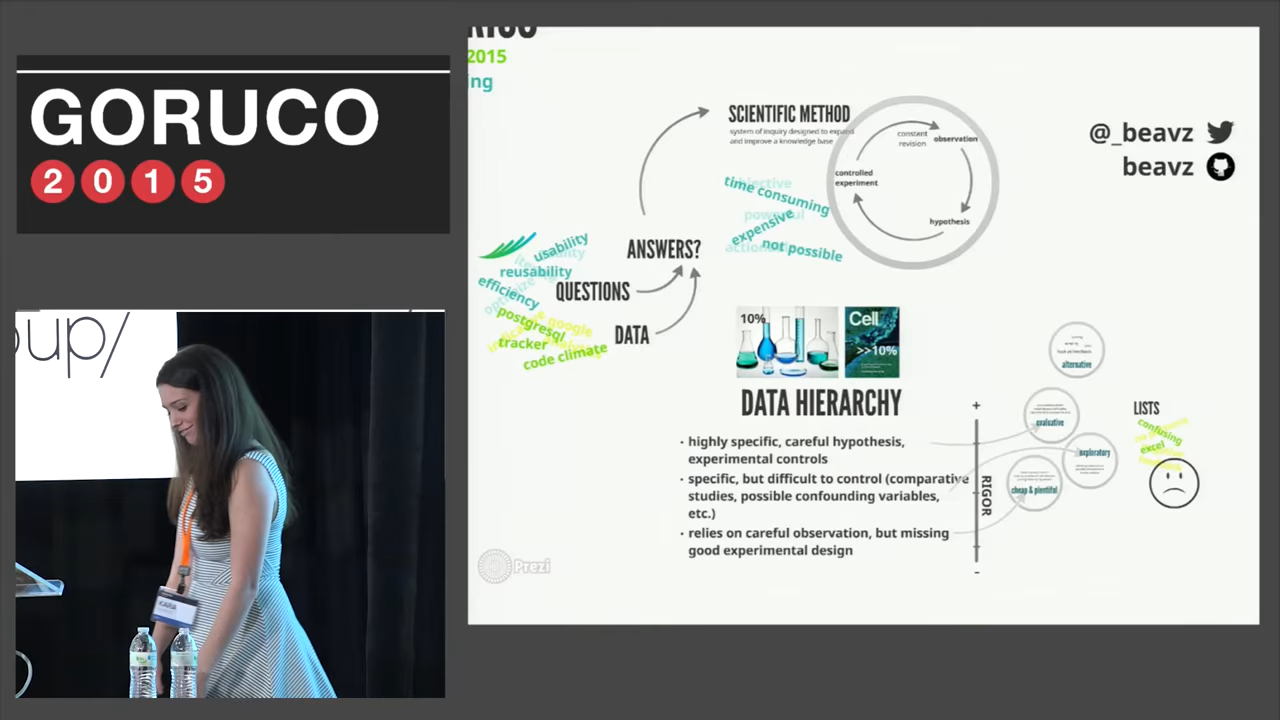 GORUCO
2015
up/
KARA
2015
ing
SCIENTIFIC METHOD
system of inquiry designed to expand
and improve a knowledge base
constant
revision
observation
controlled
experiment
hypothesis
@_beavz
beavz
time consuming
powerful
expensive
not possible
usability
reusability
efficiency
ANSWERS?
QUESTIONS
DATA
postgresql
tracker
code climate
& google
10%
Cell
>>10%
DATA HIERARCHY
· highly specific, careful hypothesis,
experimental controls
· specific, but difficult to control (comparative
studies, possible confounding variables,
etc.)
· relies on careful observation, but missing
good experimental design
+
RIGOR
-
alternative
evaluative
exploratory
cheap & plentiful
LISTS
confusing
excel
Prezi